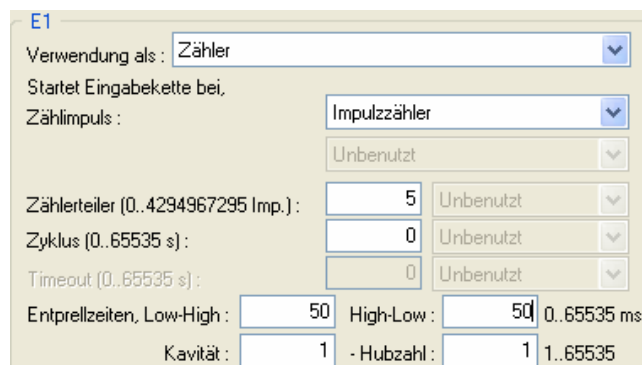 E1
Verwendung als : Zähler
Startet Eingabekette bei,
Zählimpuls : Impulzzähler
Unbenutzt
Zählerteiler (0..4294967295 Imp.) : 5 Unbenutzt
Zyklus (0..65535 s) : 0 Unbenutzt
Timeout (0..65535 s) : 0 Unbenutzt
Entprellzeiten, Low-High : 50 High-Low : 50 0..65535 ms
Kavität : 1 - Hubzahl : 1 1..65535